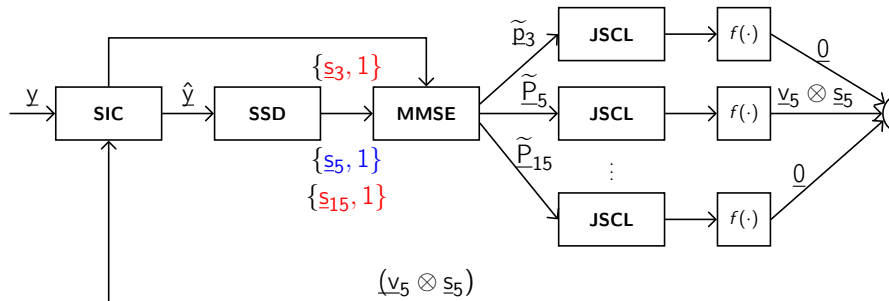 y
SIC
ŷ
SSD
{s₃, 1}
{s₅, 1}
{s₁₅, 1}
MMSE
p̃₃
P̃₅
P̃₁₅
JSCL
f(·)
0
JSCL
f(·)
v₅ ⊗ s₅
⋮
JSCL
f(·)
0
(v₅ ⊗ s₅)